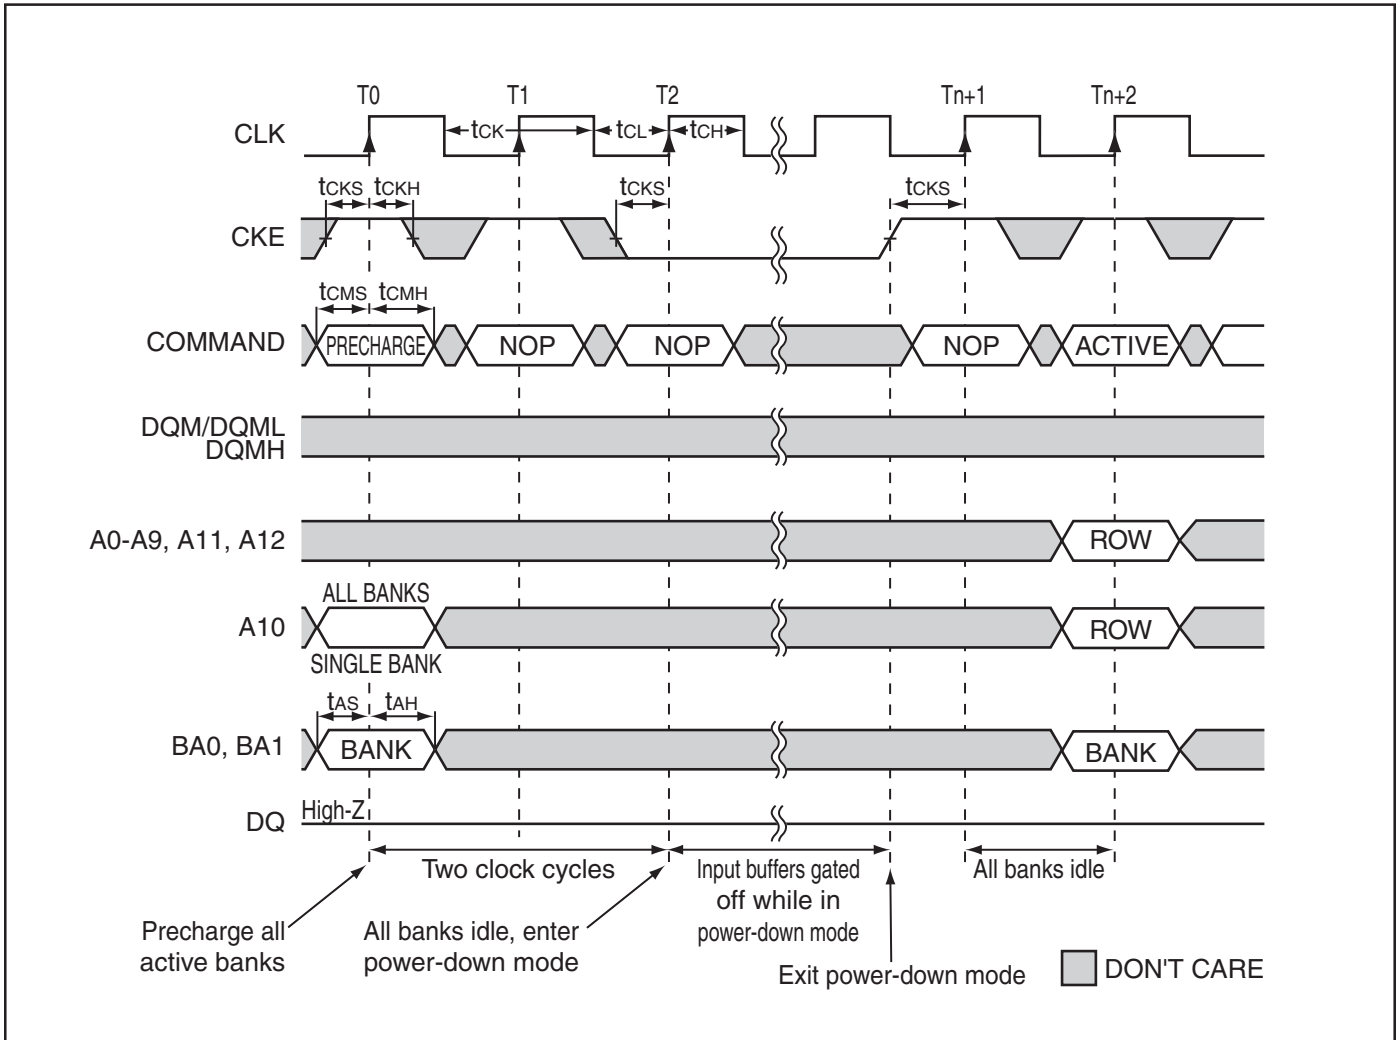 T0 T1 T2 Tn+1 Tn+2
CLK tCK tCL tCH
tCKS tCKH tCKS tCKS
CKE
tCMS tCMH
COMMAND PRECHARGE NOP NOP NOP ACTIVE
DQM/DQML
DQMH
A0-A9, A11, A12 ROW
ALL BANKS
A10 ROW
SINGLE BANK
tAS tAH
BA0, BA1 BANK BANK
High-Z
DQ
Two clock cycles
Input buffers gated
off while in
power-down mode
All banks idle
Precharge all
active banks
All banks idle, enter
power-down mode
Exit power-down mode
DON'T CARE